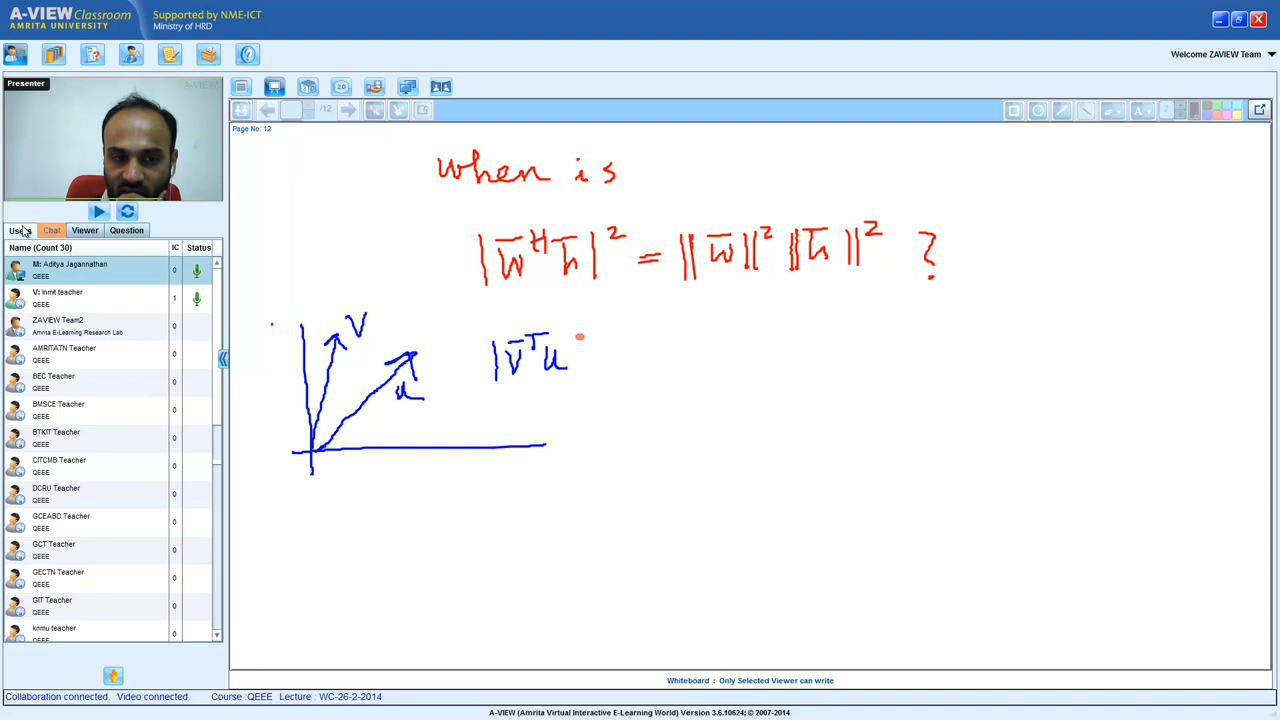 A-VIEW Classroom
AMRITA UNIVERSITY
Supported by NME-ICT
Ministry of HRD
Welcome ZAVIEW Team
Presenter
A-VIEW
/12
2D
A
2
Page No: 12
Users
Chat
Viewer
Question
Name (Count 30)
IC
Status
M: Aditya Jagannathan
QEEE
0
V: Inmt teacher
QEEE
1
ZAVIEW Team2
Amrita E-Learning Research Lab
0
AMRITATN Teacher
QEEE
0
BEC Teacher
QEEE
0
BMSCE Teacher
QEEE
0
BTKIT Teacher
QEEE
0
CITCMB Teacher
QEEE
0
DCRU Teacher
QEEE
0
GCEABD Teacher
QEEE
0
GCT Teacher
QEEE
0
GECTN Teacher
QEEE
0
GIT Teacher
QEEE
0
knmu teacher
0
when is
|w̅ᴴ h̅|² = ||w̅||² ||h̅||² ?
V
u
|v̅ᵀu
Whiteboard : Only Selected Viewer can write
Collaboration connected. Video connected. Course :QEEE Lecture : WC-26-2-2014
A-VIEW (Amrita Virtual Interactive E-Learning World) Version 3.6.10624; © 2007-2014